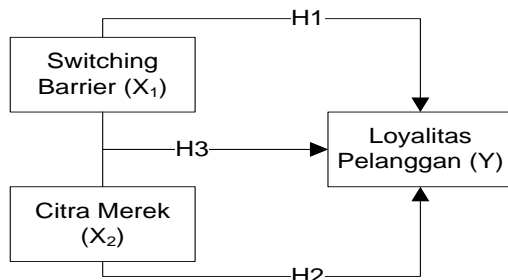 H1
Switching
Barrier (X₁)
H3
Loyalitas
Pelanggan (Y)
Citra Merek
(X₂)
H2